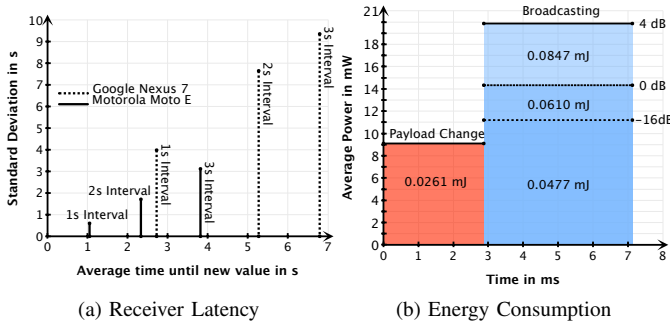 Standard Deviation in s
10
9
8
7
6
5
4
3
2
1
0
Google Nexus 7
Motorola Moto E
1s Interval
2s Interval
1s Interval
3s Interval
2s Interval
3s Interval
0 1 2 3 4 5 6 7
Average time until new value in s
(a) Receiver Latency
Average Power in mW
21
20
18
16
14
12
10
8
6
4
2
0
Broadcasting
4 dB
0.0847 mJ
0 dB
0.0610 mJ
-16dB
Payload Change
0.0261 mJ
0.0477 mJ
0 1 2 3 4 5 6 7 8
Time in ms
(b) Energy Consumption